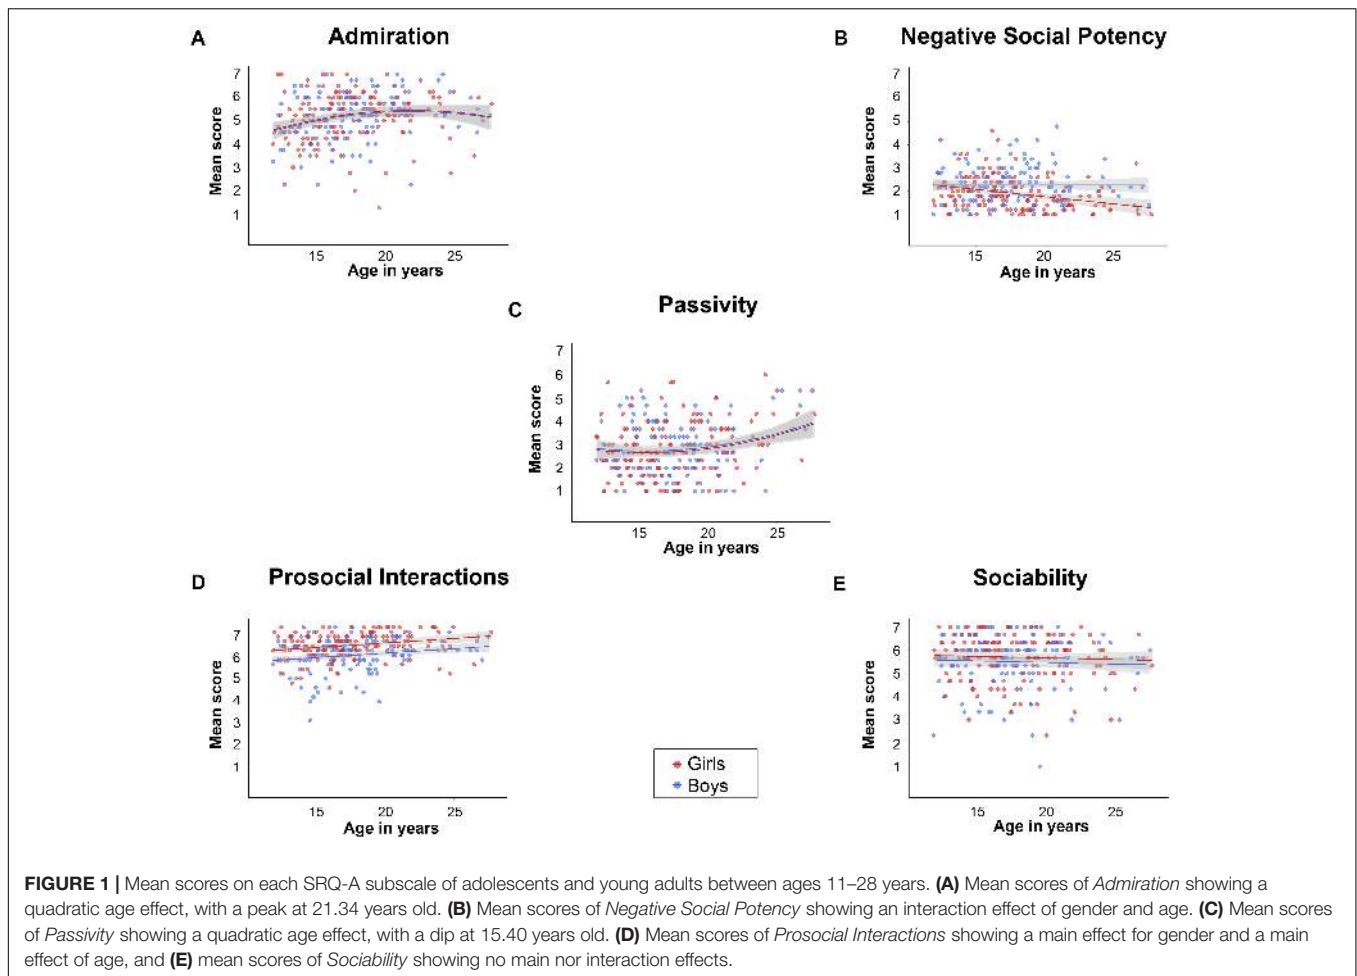 A
Admiration
Mean score
7
6
5
4
3
2
1
15 20 25
Age in years
B
Negative Social Potency
Mean score
7
6
5
4
3
2
1
15 20 25
Age in years
C
Passivity
Mean score
7
6
5
4
3
2
1
15 20 25
Age in years
D
Prosocial Interactions
Mean score
7
6
5
4
3
2
1
15 20 25
Age in years
E
Sociability
Mean score
7
6
5
4
3
2
1
15 20 25
Age in years
Girls
Boys
FIGURE 1 | Mean scores on each SRQ-A subscale of adolescents and young adults between ages 11–28 years. (A) Mean scores of Admiration showing a
quadratic age effect, with a peak at 21.34 years old. (B) Mean scores of Negative Social Potency showing an interaction effect of gender and age. (C) Mean scores
of Passivity showing a quadratic age effect, with a dip at 15.40 years old. (D) Mean scores of Prosocial Interactions showing a main effect for gender and a main
effect of age, and (E) mean scores of Sociability showing no main nor interaction effects.